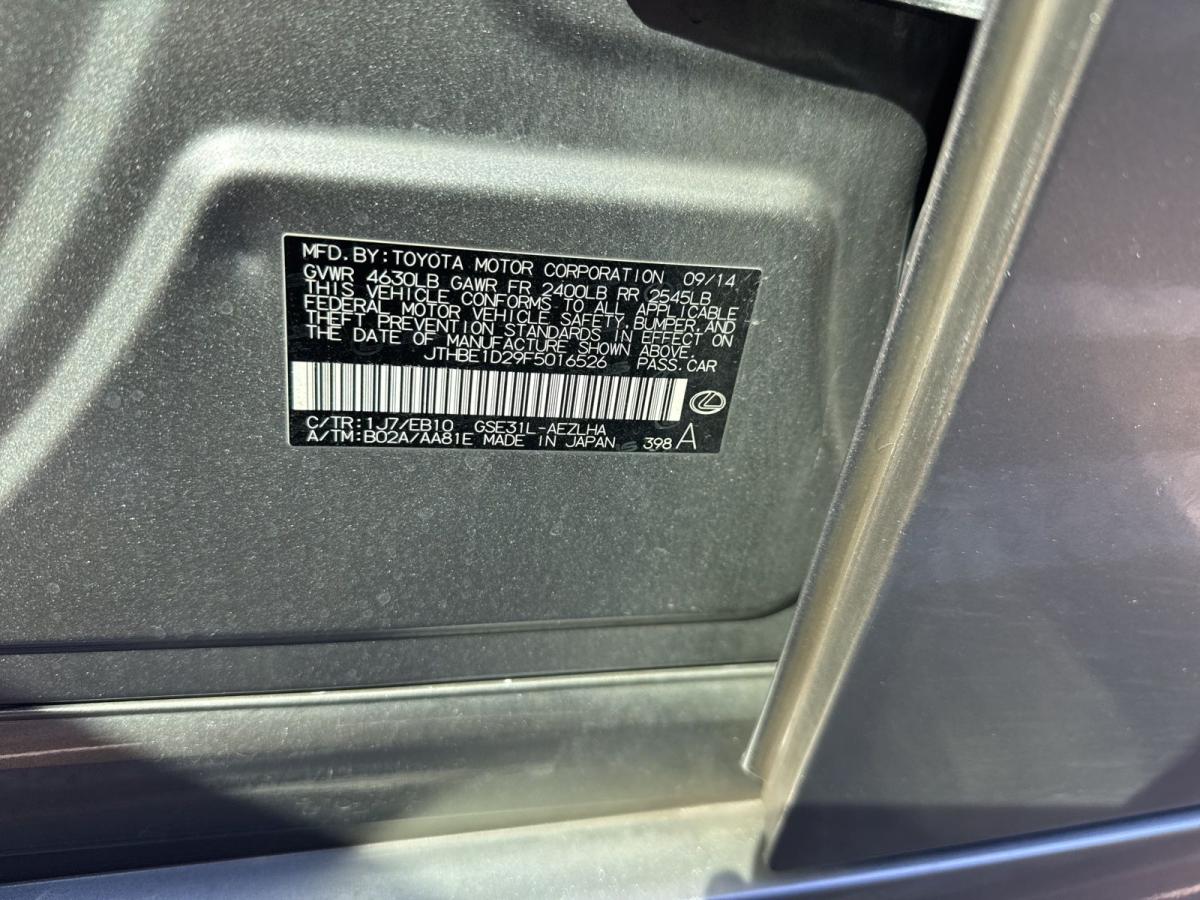 MFD. BY: TOYOTA MOTOR CORPORATION 09/14
GVWR 4630LB GAWR FR 2400LB RR 2545LB
THIS VEHICLE CONFORMS TO ALL APPLICABLE
FEDERAL MOTOR VEHICLE SAFETY, BUMPER, AND
THEFT PREVENTION STANDARDS IN EFFECT ON
THE DATE OF MANUFACTURE SHOWN ABOVE.
JTHBE1D29F5016526 PASS. CAR
C/TR: 1J7/EB10 GSE31L-AEZLHA
A/TM: B02A/AA81E MADE IN JAPAN 398 A